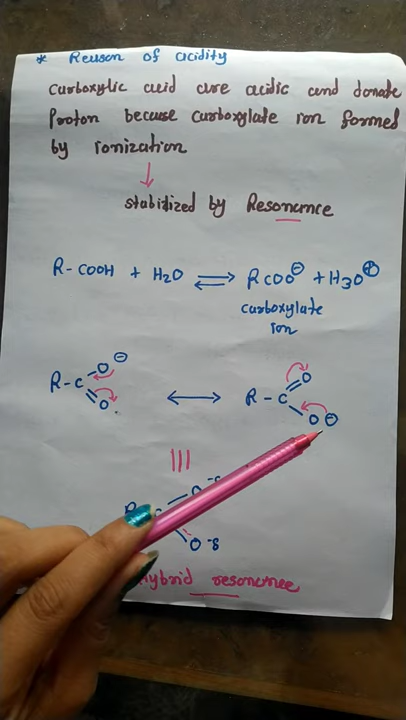 * Reason of acidity
Carboxylic acid are acidic and donate
Proton because carboxylate ion formed
by ionization
stabilized by Resonance
R-COOH + H2O ⇌ RCOO⊖ + H3O⊕
carboxylate
ion
R-C O⊖ O ↔ R-C O O⊖
|||
O -δ
hybrid resonance